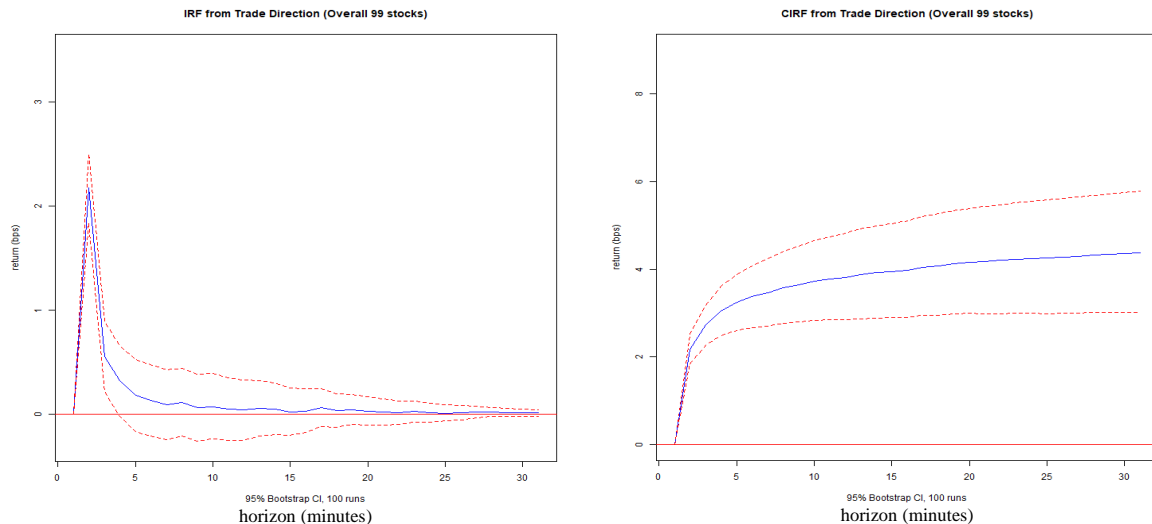 IRF from Trade Direction (Overall 99 stocks)
return (bps)
3
2
1
0
0 5 10 15 20 25 30
95% Bootstrap CI, 100 runs
horizon (minutes)
CIRF from Trade Direction (Overall 99 stocks)
return (bps)
8
6
4
2
0
0 5 10 15 20 25 30
95% Bootstrap CI, 100 runs
horizon (minutes)